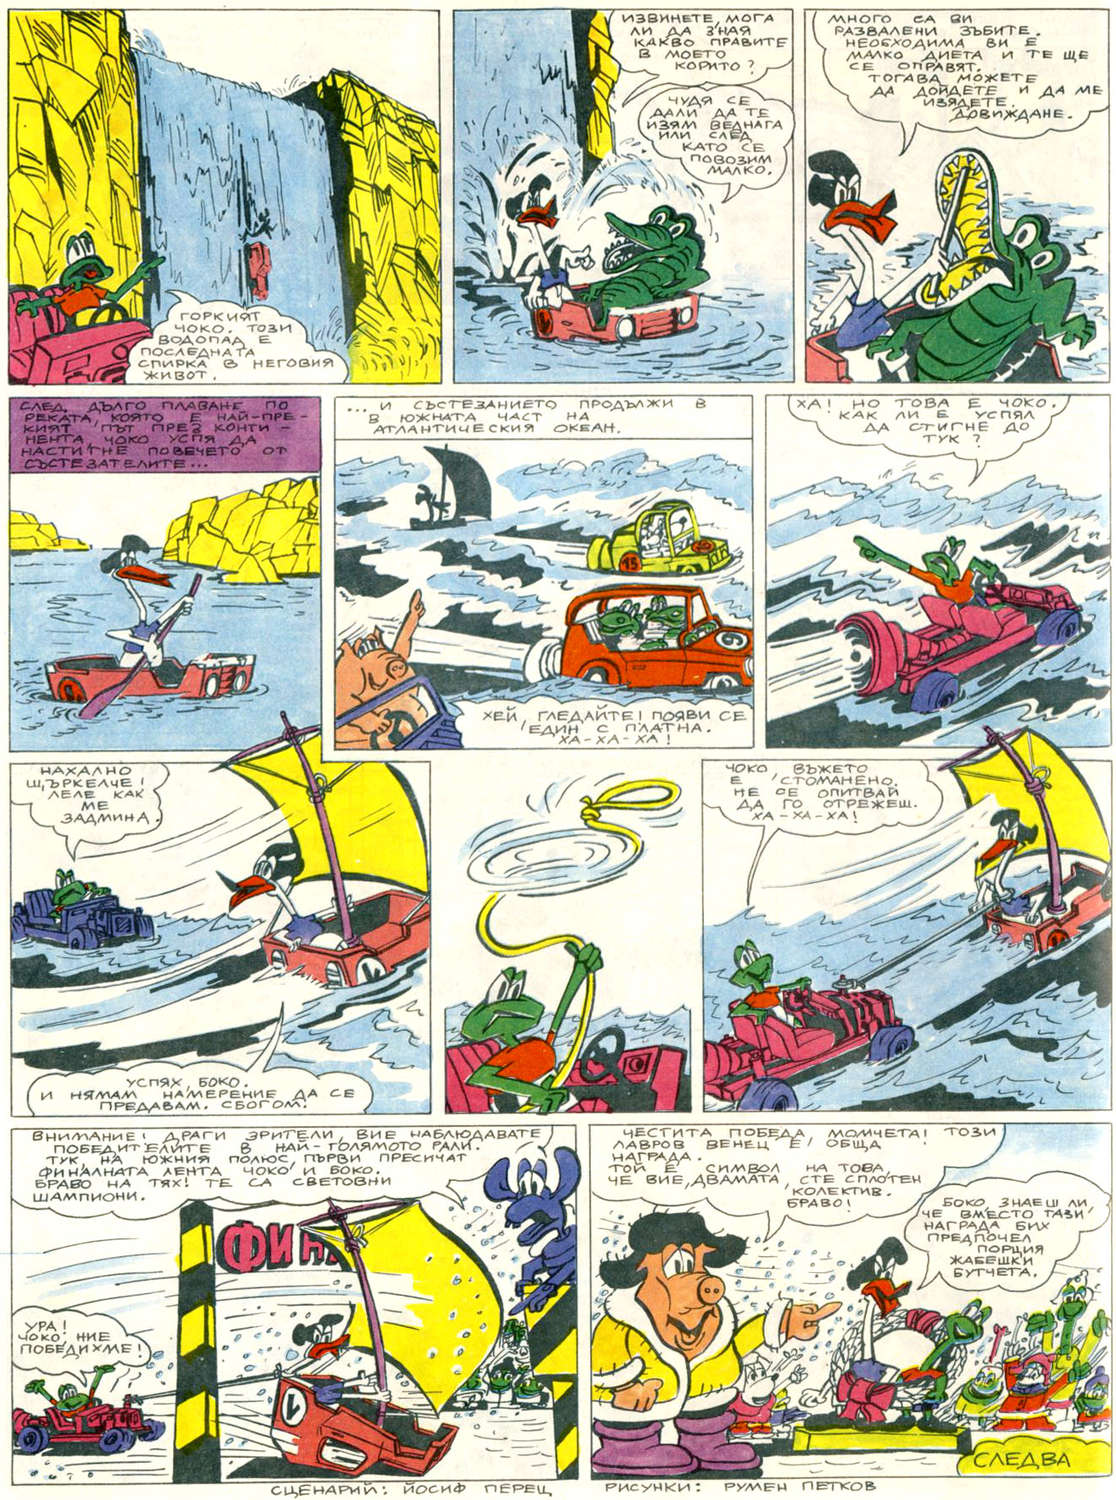 ГОРКИЯТ
ЧОКО. ТОЗИ
ВОДОПАД Е
ПОСЛЕДНАТА
СПИРКА В НЕГОВИЯ
ЖИВОТ.
ИЗВИНЕТЕ, МОГА
ЛИ ДА ЗНАЯ
КАКВО ПРАВИТЕ
В МОЕТО
КОРИТО?
ЧУДЯ СЕ
ДАЛИ ДА ТЕ
ИЗЯМ ВЕДНАГА
ИЛИ СЛЕД
КАТО СЕ
ПОВОЗИМ
МАЛКО.
МНОГО СА ВИ
РАЗВАЛЕНИ ЗЪБИТЕ.
НЕОБХОДИМА ВИ Е
МАЛКО ДИЕТА И ТЕ ЩЕ
СЕ ОПРАВЯТ.
ТОГАВА МОЖЕТЕ
ДА ДОЙДЕТЕ И ДА МЕ
ИЗЯДЕТЕ.
ДОВИЖДАНЕ.
СЛЕД ДЪЛГО ПЛАВАНЕ ПО
РЕКАТА, КОЯТО Е НАЙ-ПРЕ-
КИЯТ ПЪТ ПРЕЗ КОНТИ-
НЕНТА, ЧОКО УСПЯ ДА
НАСТИГНЕ ПОВЕЧЕТО ОТ
СЪСТЕЗАТЕЛИТЕ...
... И СЪСТЕЗАНИЕТО ПРОДЪЛЖИ В
В ЮЖНАТА ЧАСТ НА
АТЛАНТИЧЕСКИЯ ОКЕАН.
15
6
ХЕЙ, ГЛЕДАЙТЕ! ПОЯВИ СЕ
ЕДИН С ПЛАТНА.
ХА-ХА-ХА!
ХА! НО ТОВА Е ЧОКО.
КАК ЛИ Е УСПЯЛ
ДА СТИГНЕ ДО
ТУК?
НАХАЛНО
ЩЪРКЕЛЧЕ!
ЛЕЛЕ КАК
МЕ
ЗАДМИНА.
1
УСПЯХ, БОКО.
И НЯМАМ НАМЕРЕНИЕ ДА СЕ
ПРЕДАВАМ. СБОГОМ.
ЧОКО, ВЪЖЕТО
Е СТОМАНЕНО.
НЕ СЕ ОПИТВАЙ
ДА ГО ОТРЕЖЕШ.
ХА-ХА-ХА!
1
ВНИМАНИЕ! ДРАГИ ЗРИТЕЛИ, ВИЕ НАБЛЮДАВАТЕ
ПОБЕДИТЕЛИТЕ В НАЙ-ГОЛЯМОТО РАЛИ.
ТУК, НА ЮЖНИЯ ПОЛЮС, ПЪРВИ ПРЕСИЧАТ
ФИНАЛНАТА ЛЕНТА ЧОКО И БОКО.
БРАВО НА ТЯХ! ТЕ СА СВЕТОВНИ
ШАМПИОНИ.
ФИНА
УРА!
ЧОКО, НИЕ
ПОБЕДИХМЕ!
1
ЧЕСТИТА ПОБЕДА, МОМЧЕТА! ТОЗИ
ЛАВРОВ ВЕНЕЦ Е ОБЩА
НАГРАДА.
ТОЙ Е СИМВОЛ НА ТОВА,
ЧЕ ВИЕ, ДВАМАТА, СТЕ СПЛОТЕН
КОЛЕКТИВ.
БРАВО!
БОКО, ЗНАЕШ ЛИ,
ЧЕ ВМЕСТО ТАЗИ
НАГРАДА БИХ
ПРЕДПОЧЕЛ
ПОРЦИЯ
ЖАБЕШКИ
БУТЧЕТА.
СЛЕДВА
СЦЕНАРИЙ: ЙОСИФ ПЕРЕЦ РИСУНКИ: РУМЕН ПЕТКОВ